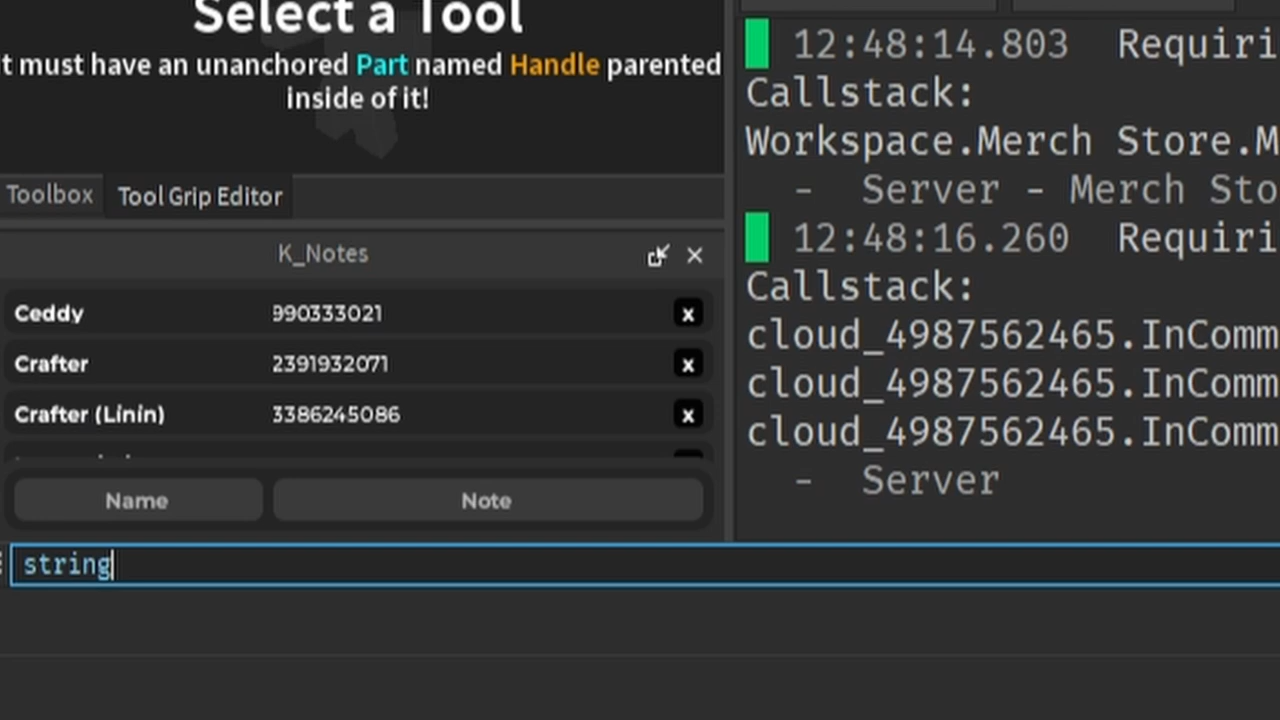 Select a Tool
t must have an unanchored Part named Handle parented
inside of it!
Toolbox
Tool Grip Editor
K_Notes
Ceddy
990333021
x
Crafter
2391932071
x
Crafter (Linin)
3386245086
x
Name
Note
string
12:48:14.803 Requiri
Callstack:
Workspace.Merch Store.M
- Server - Merch Sto
12:48:16.260 Requiri
Callstack:
cloud_4987562465.InComm
cloud_4987562465.InComm
cloud_4987562465.InComm
- Server